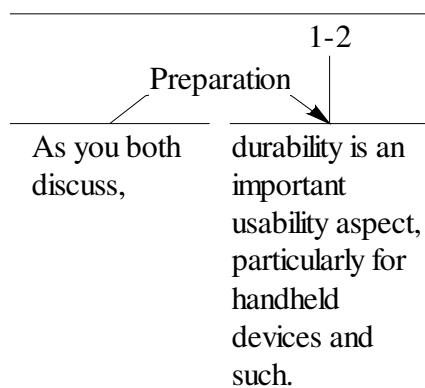 1-2
Preparation
As you both
discuss,
durability is an
important
usability aspect,
particularly for
handheld
devices and
such.